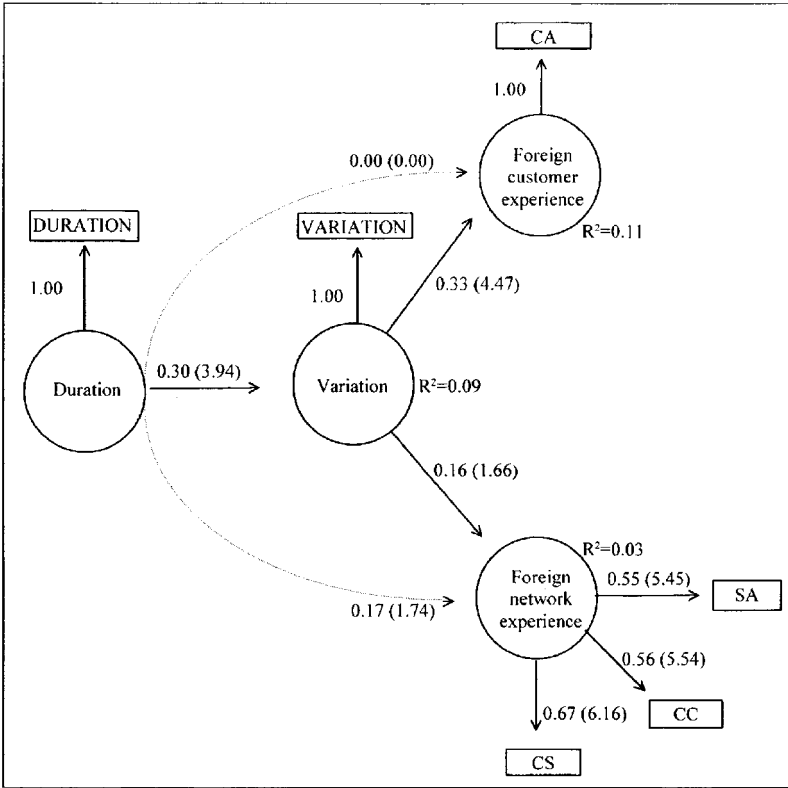 CA
1.00
0.00 (0.00)
Foreign
customer
experience
R²=0.11
DURATION
VARIATION
1.00
1.00
0.33 (4.47)
Duration
0.30 (3.94)
Variation
R²=0.09
0.16 (1.66)
R²=0.03
Foreign
network
experience
0.55 (5.45)
SA
0.17 (1.74)
0.56 (5.54)
CC
0.67 (6.16)
CS